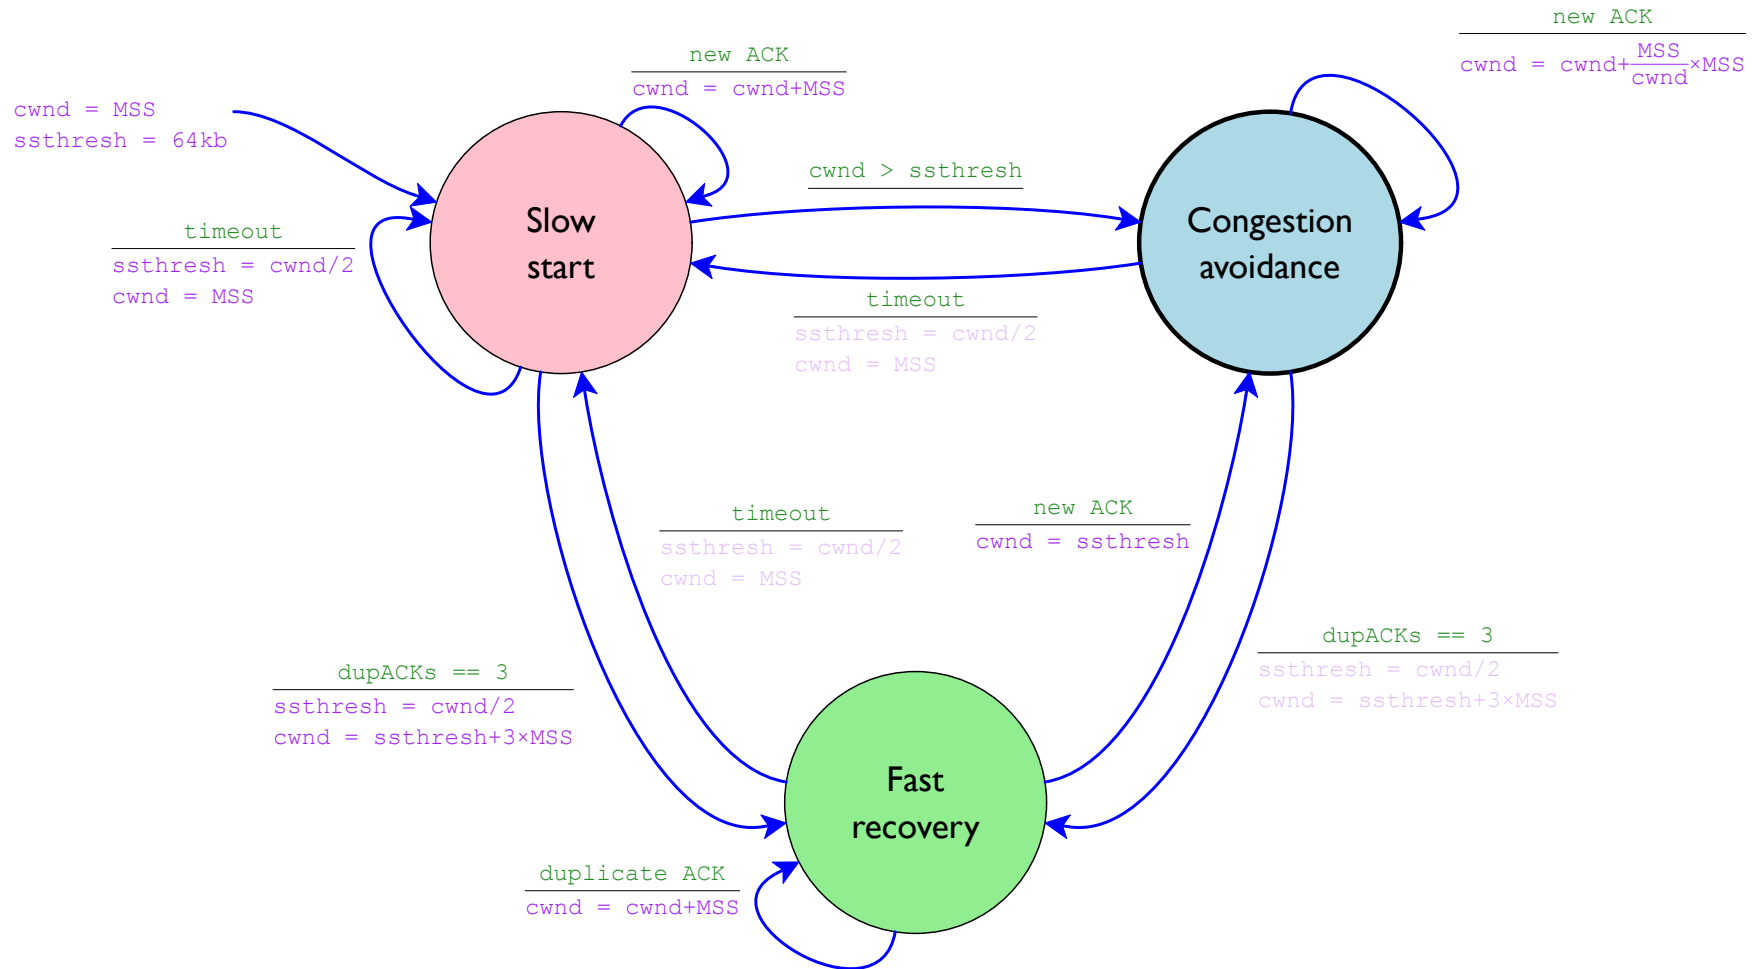 new ACK
cwnd = cwnd+MSS/cwnd×MSS
new ACK
cwnd = cwnd+MSS
cwnd = MSS
ssthresh = 64kb
cwnd > ssthresh
Slow
start
Congestion
avoidance
timeout
ssthresh = cwnd/2
cwnd = MSS
timeout
ssthresh = cwnd/2
cwnd = MSS
timeout
ssthresh = cwnd/2
cwnd = MSS
new ACK
cwnd = ssthresh
dupACKs == 3
ssthresh = cwnd/2
cwnd = ssthresh+3×MSS
dupACKs == 3
ssthresh = cwnd/2
cwnd = ssthresh+3×MSS
Fast
recovery
duplicate ACK
cwnd = cwnd+MSS